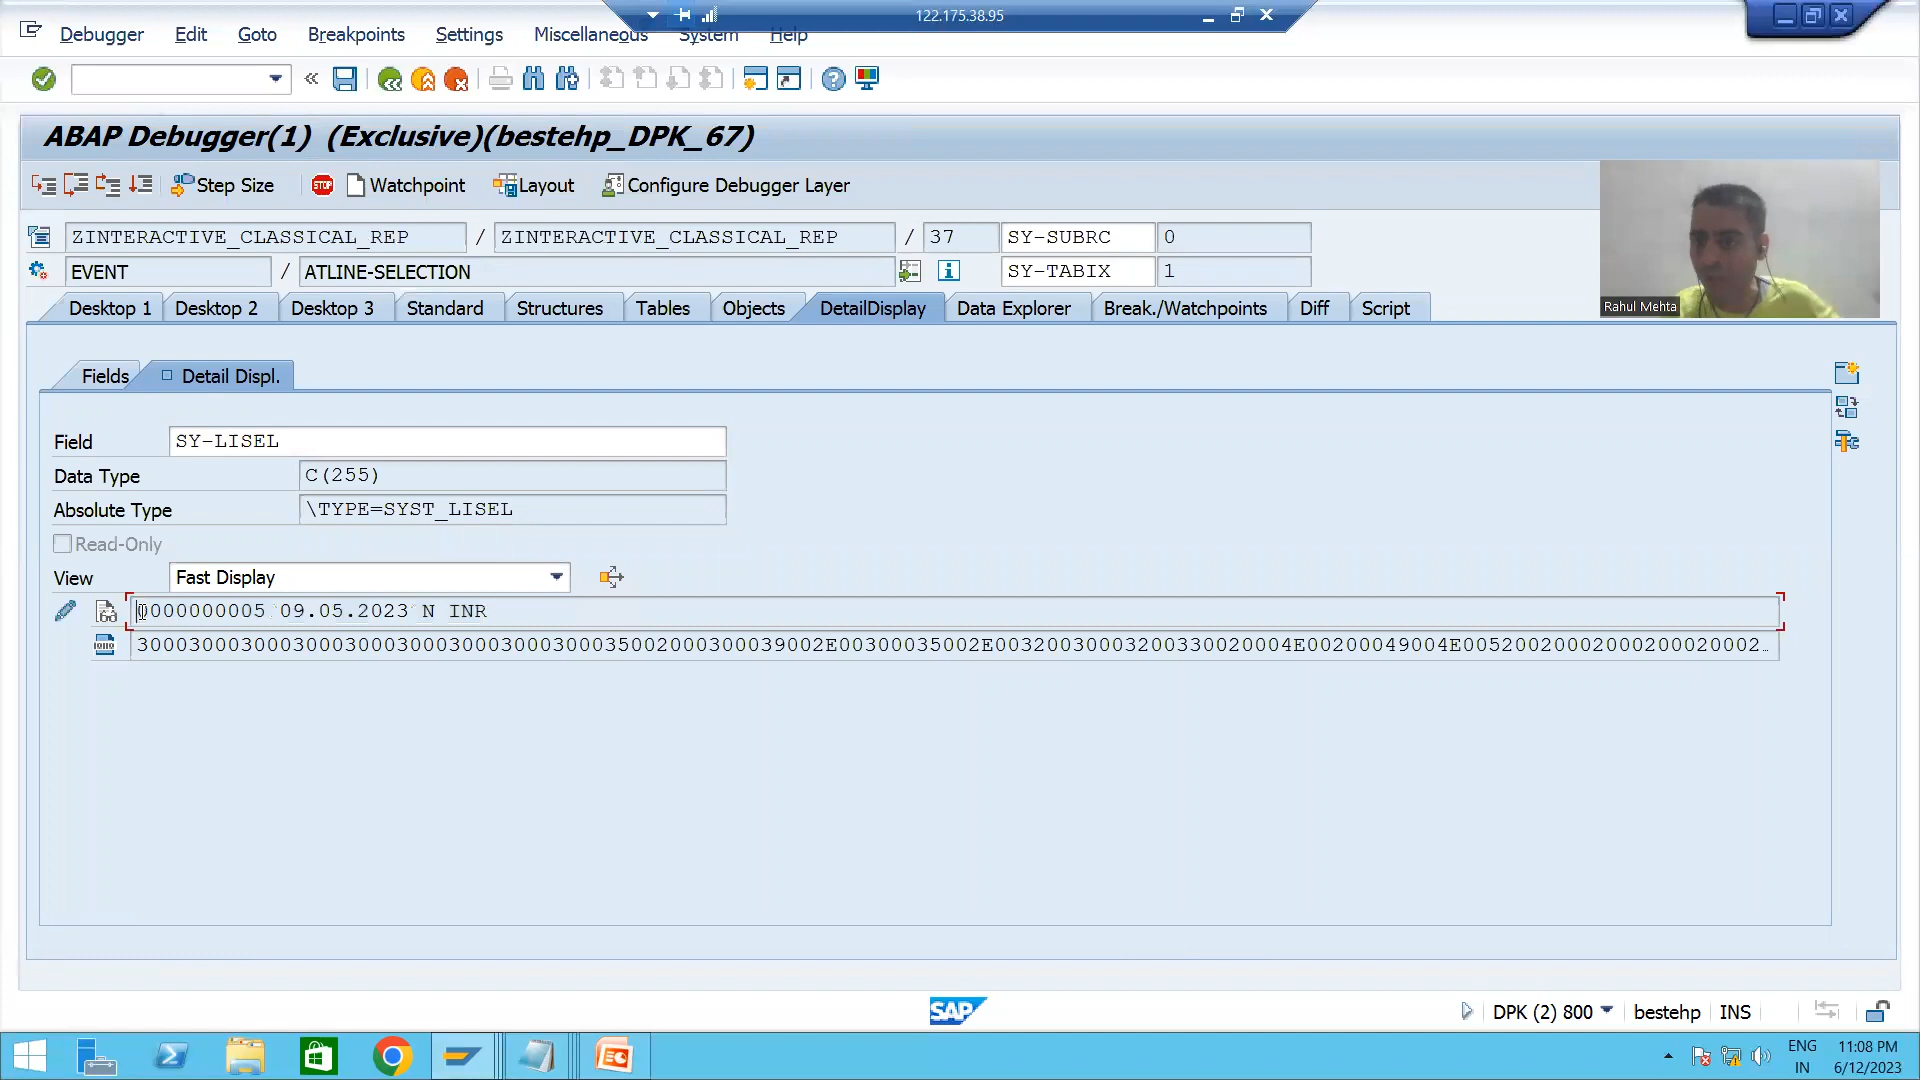 122.175.38.95
Debugger Edit Goto Breakpoints Settings Miscellaneous System Help
ABAP Debugger(1) (Exclusive)(bestehp_DPK_67)
Step Size STOP Watchpoint Layout Configure Debugger Layer
ZINTERACTIVE_CLASSICAL_REP / ZINTERACTIVE_CLASSICAL_REP / 37 SY-SUBRC 0
EVENT / ATLINE-SELECTION SY-TABIX 1
Rahul Mehta
Desktop 1 Desktop 2 Desktop 3 Standard Structures Tables Objects DetailDisplay Data Explorer Break./Watchpoints Diff Script
Fields Detail Displ.
Field SY-LISEL
Data Type C(255)
Absolute Type \TYPE=SYST_LISEL
Read-Only
View Fast Display
0000000005 09.05.2023 N INR
SAP DPK (2) 800 bestehp INS
ENG 11:08 PM
IN 6/12/2023